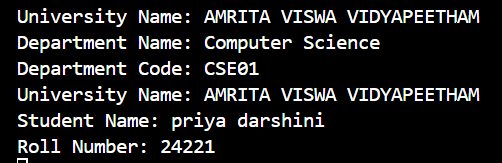 University Name: AMRITA VISWA VIDYAPEETHAM
Department Name: Computer Science
Department Code: CSE01
University Name: AMRITA VISWA VIDYAPEETHAM
Student Name: priya darshini
Roll Number: 24221